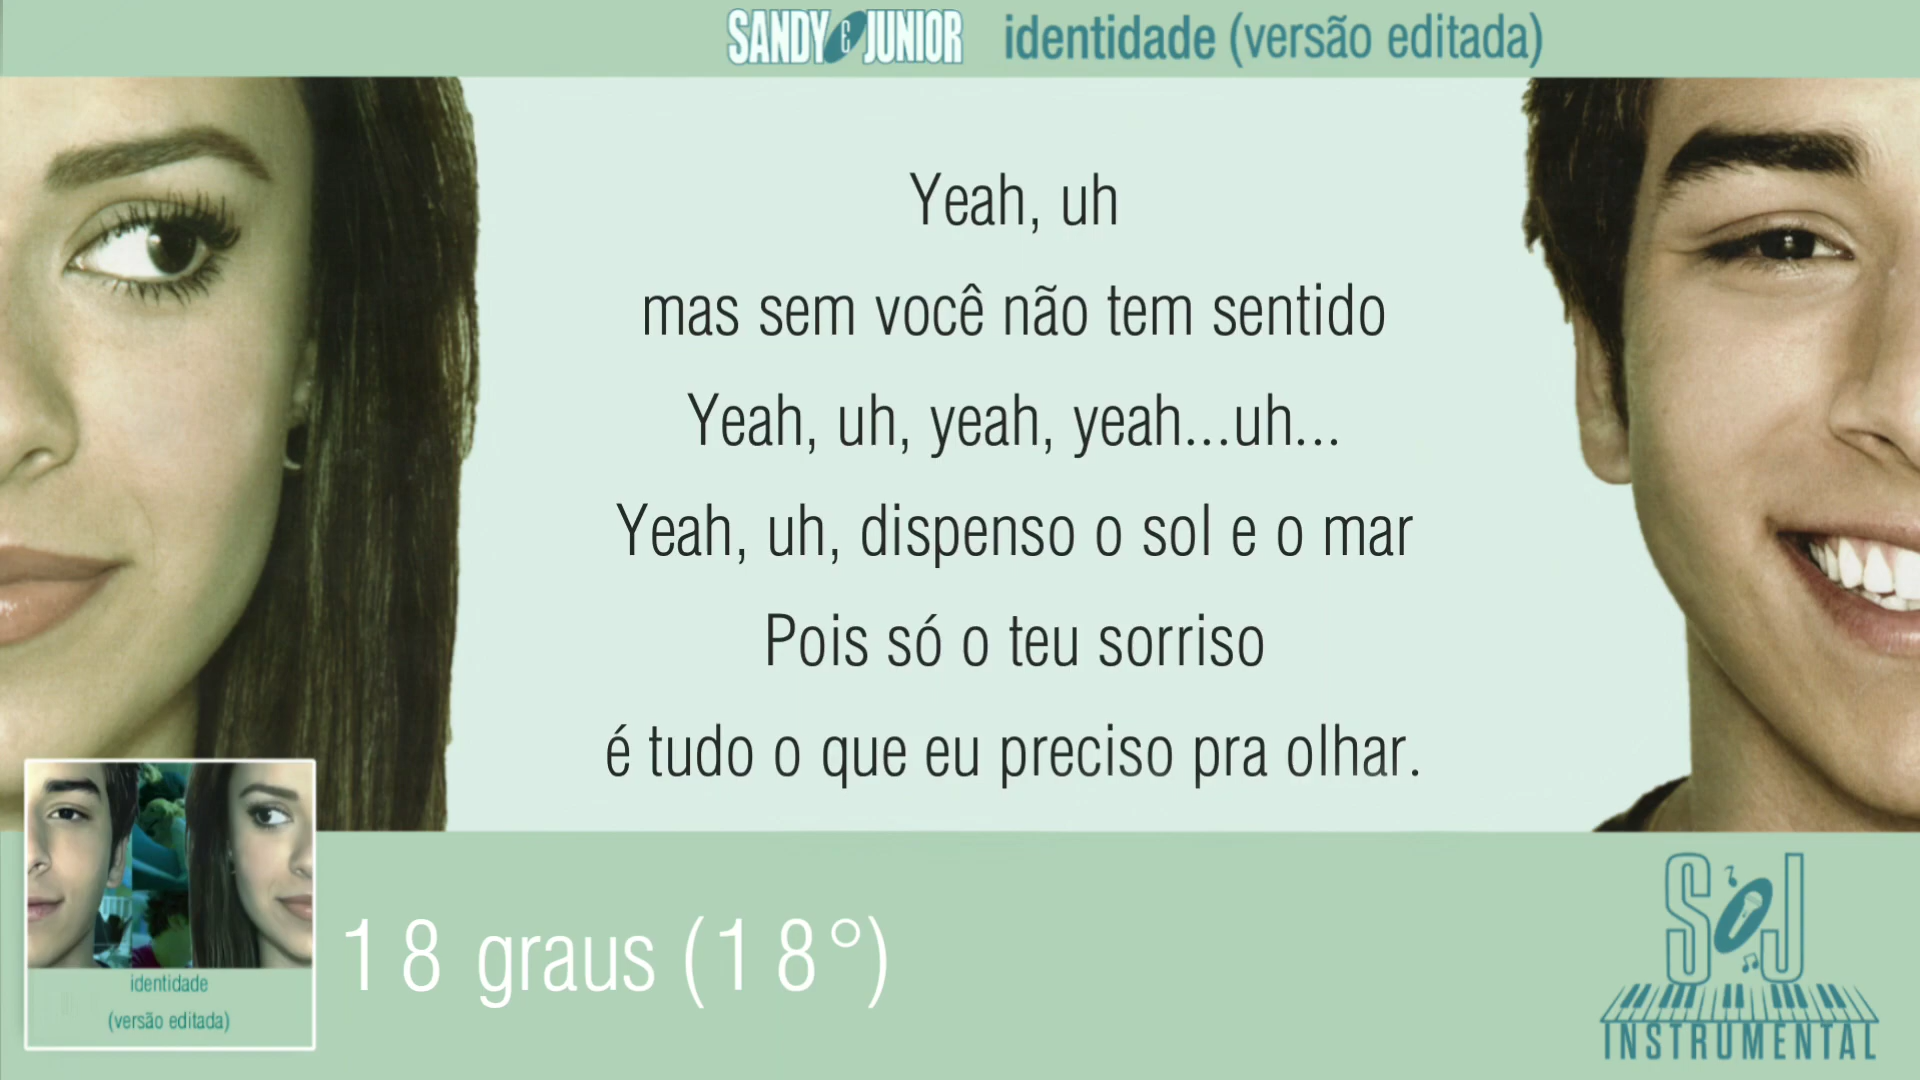 SANDY E JUNIOR identidade (versão editada)
Yeah, uh
mas sem você não tem sentido
Yeah, uh, yeah, yeah...uh...
Yeah, uh, dispenso o sol e o mar
Pois só o teu sorriso
é tudo o que eu preciso pra olhar.
identidade
(versão editada)
18 graus (18°)
S J
INSTRUMENTAL